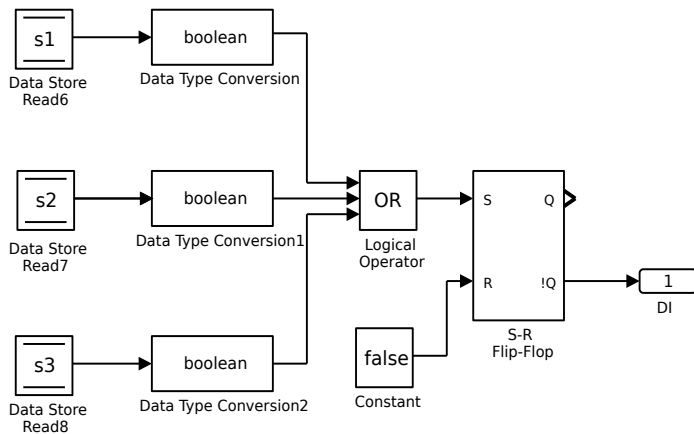 s1
boolean
Data Store
Read6
Data Type Conversion
s2
boolean
OR
S
Q
Data Store
Read7
Data Type Conversion1
Logical
Operator
R
!Q
1
DI
s3
boolean
false
S-R
Flip-Flop
Data Store
Read8
Data Type Conversion2
Constant